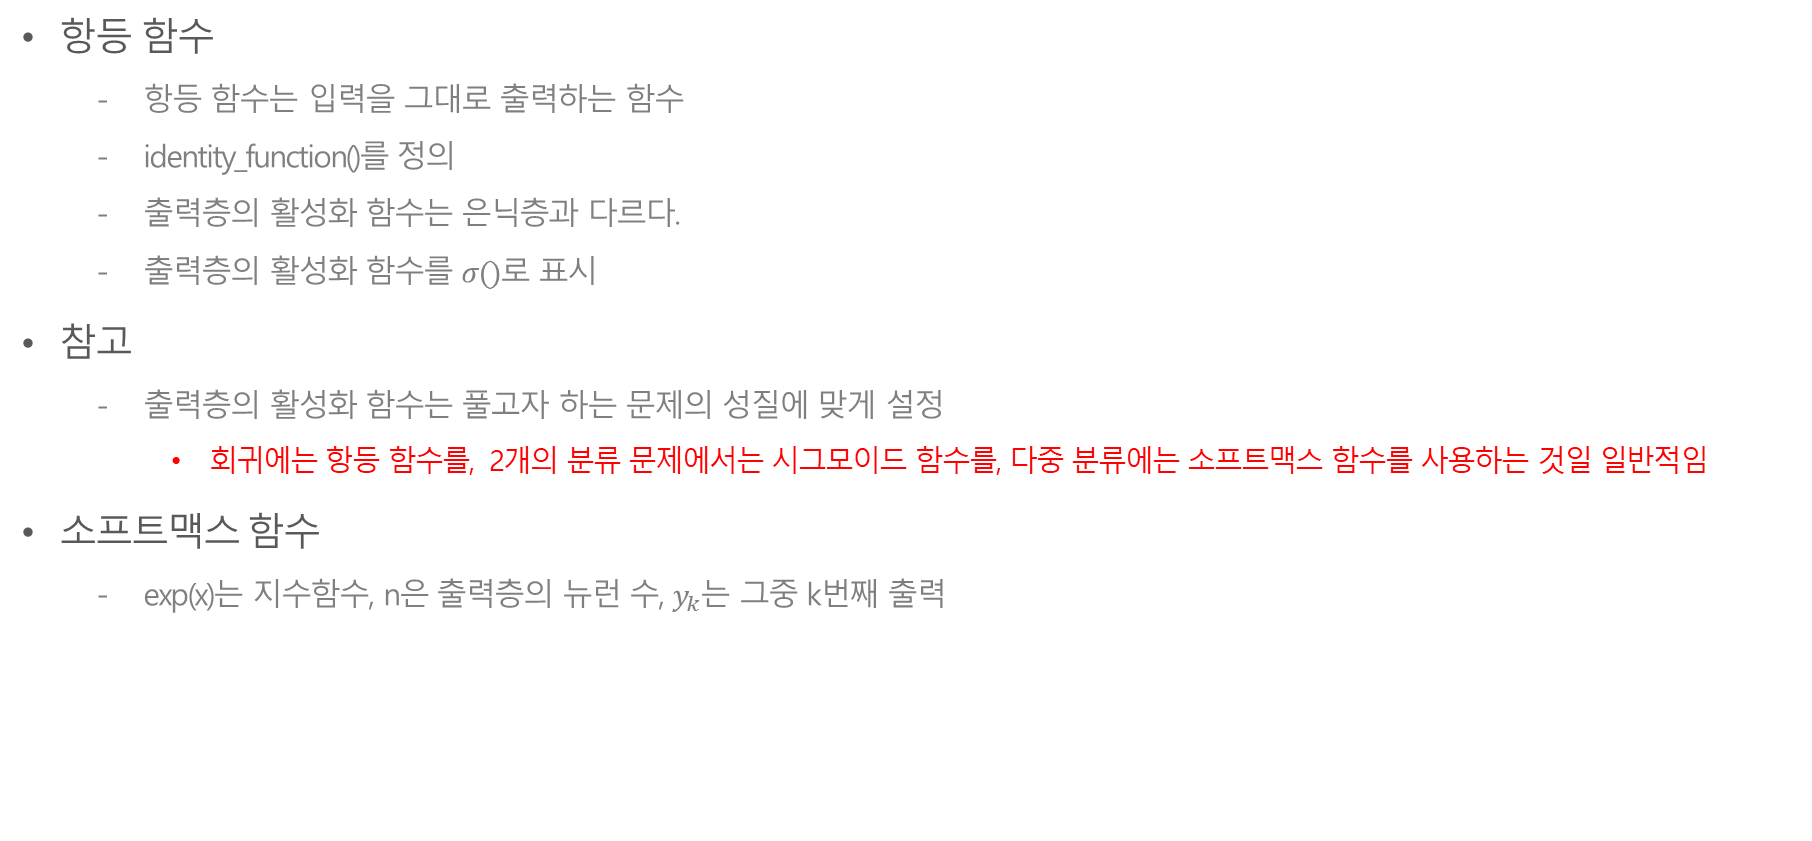 • 항등 함수
- 항등 함수는 입력을 그대로 출력하는 함수
- identity_function()를 정의
- 출력층의 활성화 함수는 은닉층과 다르다.
- 출력층의 활성화 함수를 𝜎()로 표시
• 참고
- 출력층의 활성화 함수는 풀고자 하는 문제의 성질에 맞게 설정
• 회귀에는 항등 함수를, 2개의 분류 문제에서는 시그모이드 함수를, 다중 분류에는 소프트맥스 함수를 사용하는 것일 일반적임
• 소프트맥스 함수
- exp(x)는 지수함수, n은 출력층의 뉴런 수, 𝑦𝑘는 그중 k번째 출력